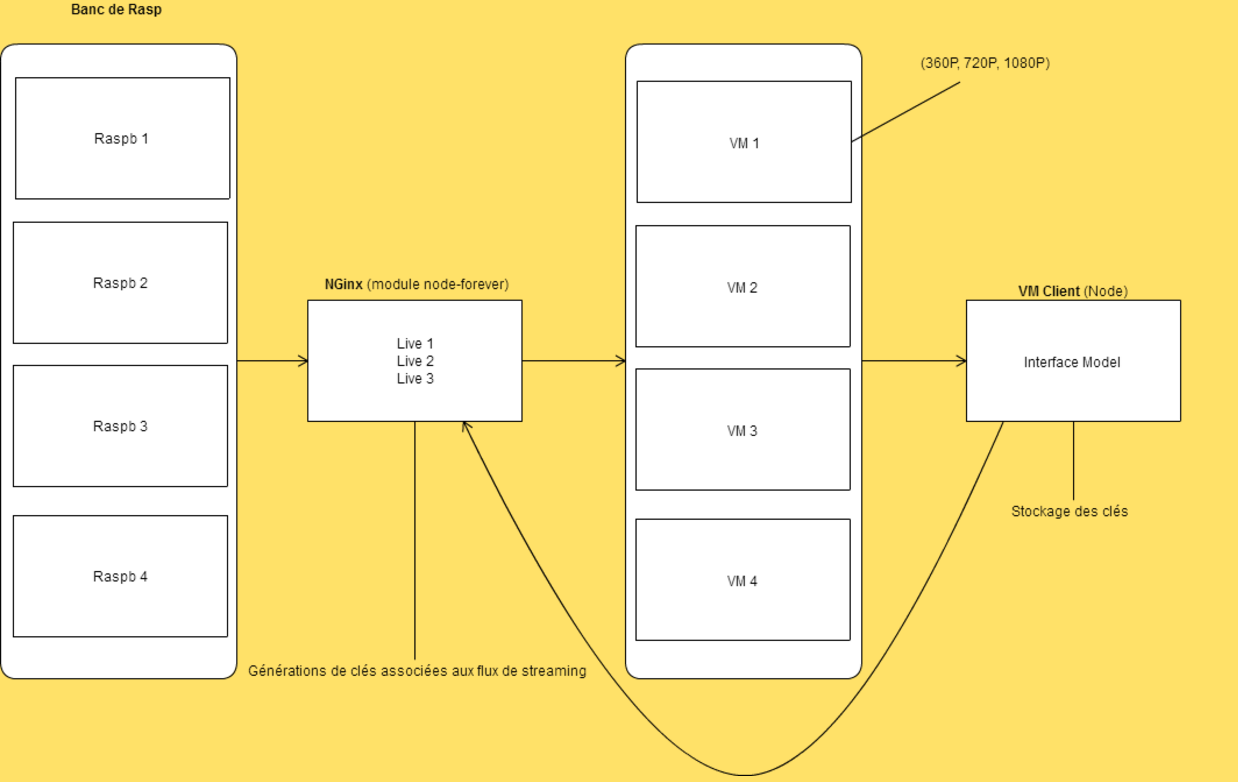 Banc de Rasp
Raspb 1
Raspb 2
Raspb 3
Raspb 4
NGinx (module node-forever)
Live 1
Live 2
Live 3
Générations de clés associées aux flux de streaming
VM 1
VM 2
VM 3
VM 4
(360P, 720P, 1080P)
VM Client (Node)
Interface Model
Stockage des clés